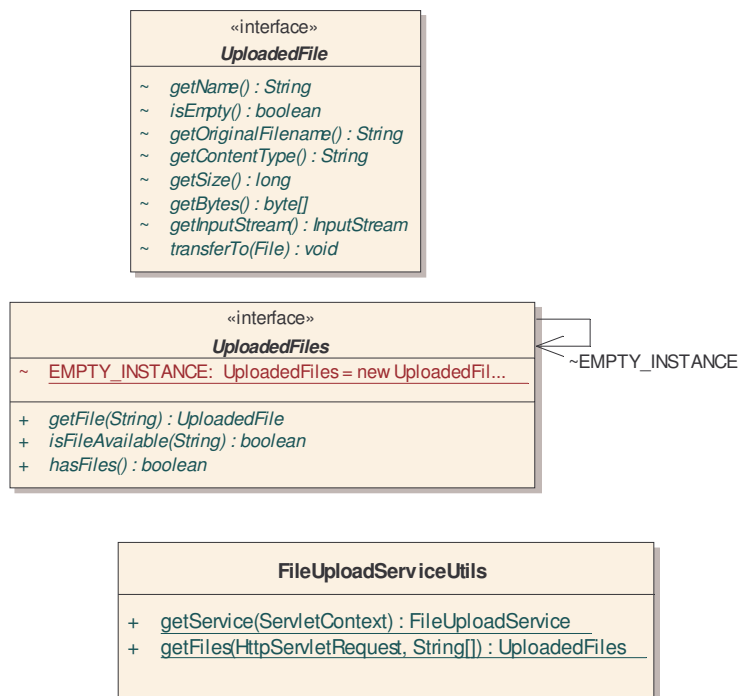 «interface»
UploadedFile
~ getName() : String
~ isEmpty() : boolean
~ getOriginalFilename() : String
~ getContentType() : String
~ getSize() : long
~ getBytes() : byte[]
~ getInputStream() : InputStream
~ transferTo(File) : void
«interface»
UploadedFiles
~ EMPTY_INSTANCE: UploadedFiles = new UploadedFil...
~EMPTY_INSTANCE
+ getFile(String) : UploadedFile
+ isFileAvailable(String) : boolean
+ hasFiles() : boolean
FileUploadServiceUtils
+ getService(ServletContext) : FileUploadService
+ getFiles(HttpServletRequest, String[]) : UploadedFiles